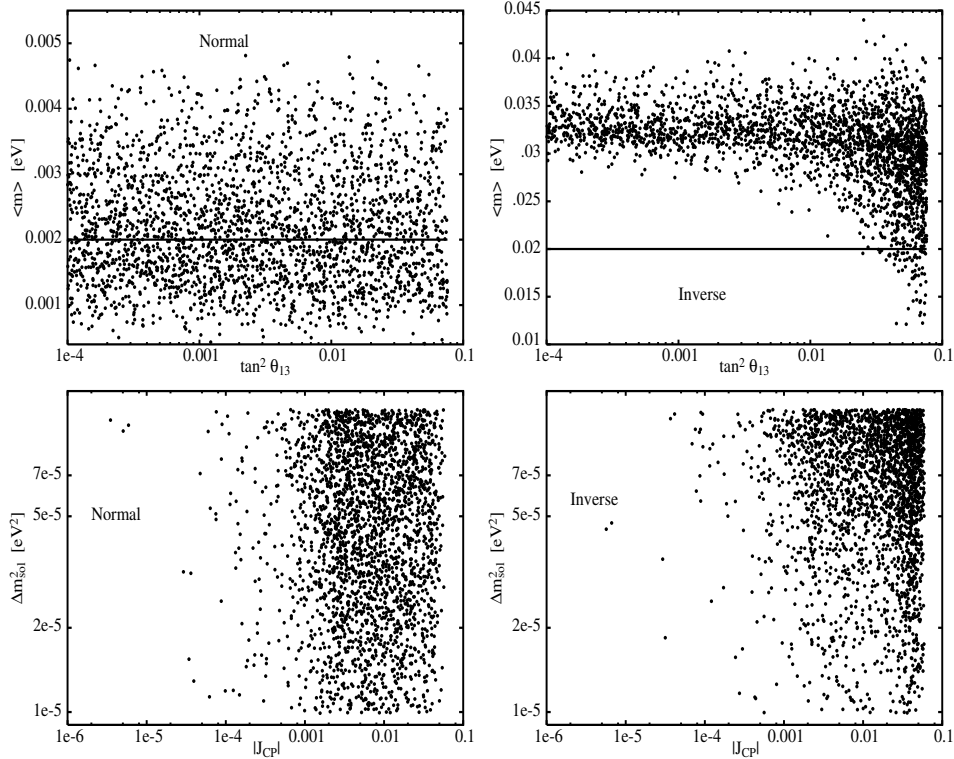 0.005
Normal
0.004
<m> [eV]
.003
0.002
0.001
1e-4
0.001
0.01
0.1
tan² θ13
0.045
0.04
0.035
<m> [eV]
.03
0.025
0.02
0.015
Inverse
0.01
1e-4
0.001
0.01
0.1
tan² θ13
7e-5
5e-5
Normal
Δm²sol [eV²]
2e-5
1e-5
1e-6
1e-5
1e-4
0.001
0.01
0.1
|JCP|
7e-5
5e-5
Inverse
Δm²sol [eV²]
2e-5
1e-5
1e-6
1e-5
1e-4
0.001
0.01
0.1
|JCP|